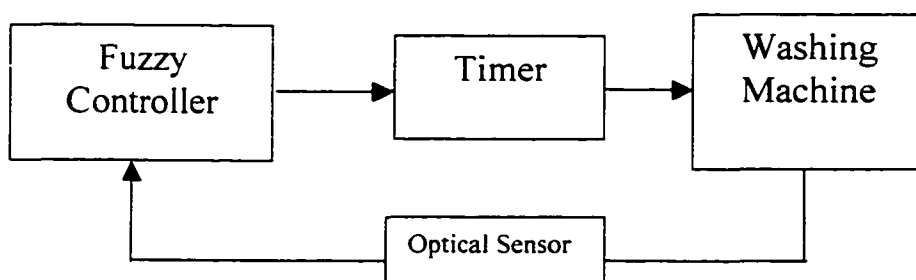 Fuzzy
Controller
Timer
Washing
Machine
Optical Sensor